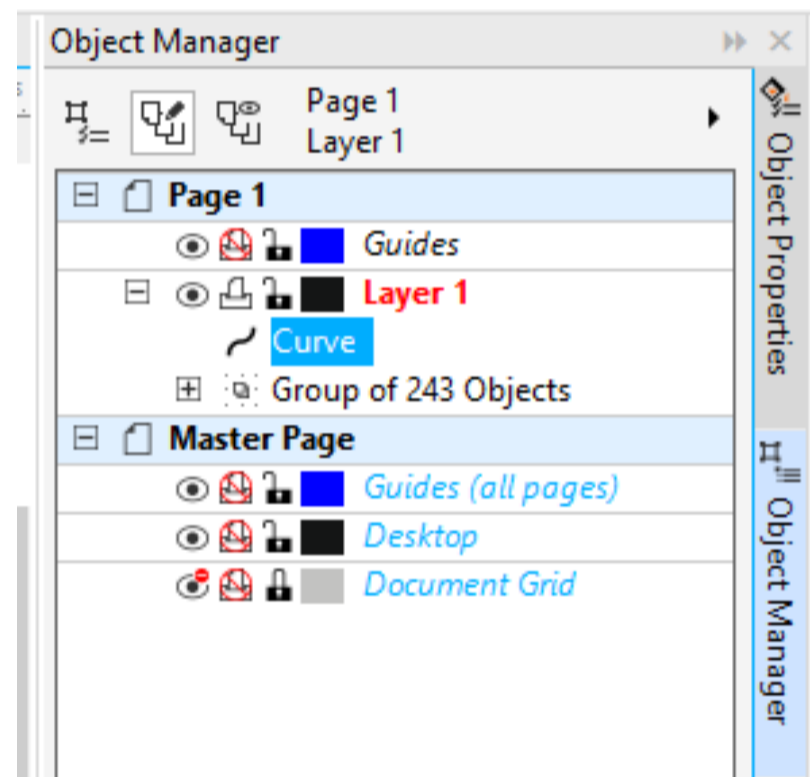 Object Manager
Page 1
Layer 1
Page 1
Guides
Layer 1
Curve
Group of 243 Objects
Master Page
Guides (all pages)
Desktop
Document Grid
Object Properties
Object Manager